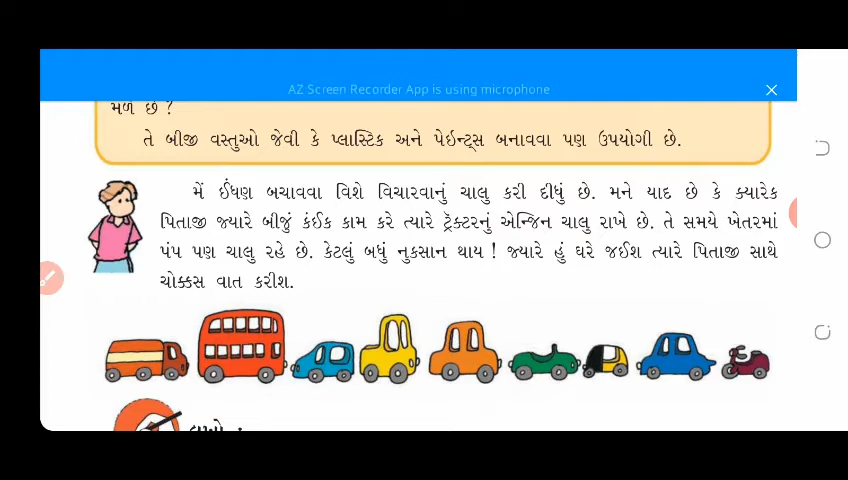 AZ Screen Recorder App is using microphone
મળે છે ?
તે બીજી વસ્તુઓ જેવી કે પ્લાસ્ટિક અને પેઇન્ટ્સ બનાવવા પણ ઉપયોગી છે.
મેં ઈંધણ બચાવવા વિશે વિચારવાનું ચાલુ કરી દીધું છે. મને યાદ છે કે ક્યારેક
પિતાજી જ્યારે બીજું કંઈક કામ કરે ત્યારે ટ્રૅક્ટરનું એન્જિન ચાલુ રાખે છે. તે સમયે ખેતરમાં
પંપ પણ ચાલુ રહે છે. કેટલું બધું નુકસાન થાય ! જ્યારે હું ઘરે જઈશ ત્યારે પિતાજી સાથે
ચોક્કસ વાત કરીશ.
લખો :